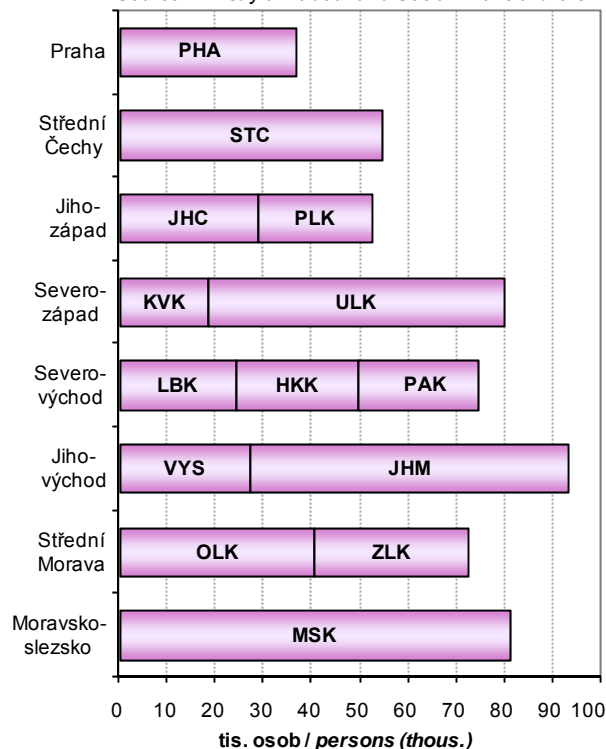 Praha
PHA
Střední
Čechy
STC
Jiho-
západ
JHC PLK
Severo-
západ
KVK ULK
Severo-
východ
LBK HKK PAK
Jiho-
východ
VYS JHM
Střední
Morava
OLK ZLK
Moravsko-
slezsko
MSK
0 10 20 30 40 50 60 70 80 90 100
tis. osob / persons (thous.)